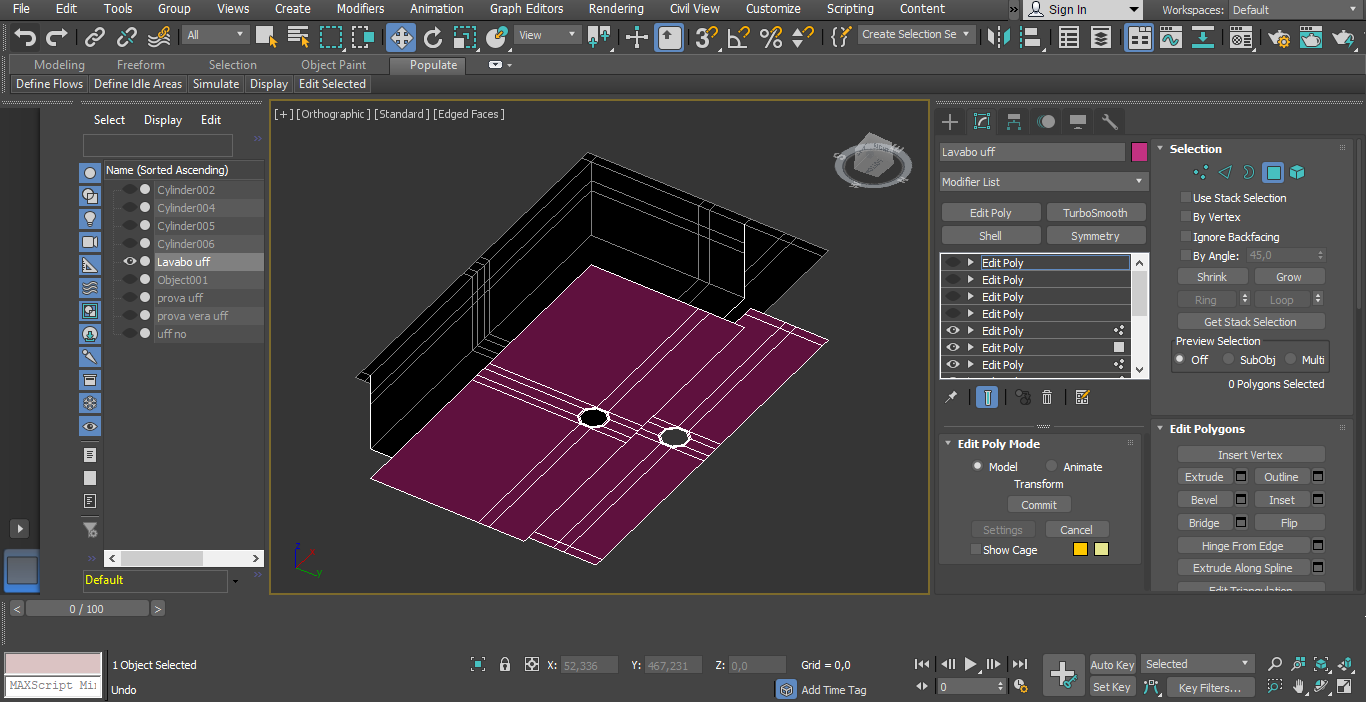 File Edit Tools Group Views Create Modifiers Animation Graph Editors Rendering Civil View Customize Scripting Content » Sign In Workspaces: Default
All View Create Selection Se
Modeling Freeform Selection Object Paint Populate
Define Flows Define Idle Areas Simulate Display Edit Selected
Select Display Edit
Name (Sorted Ascending)
Cylinder002
Cylinder004
Cylinder005
Cylinder006
Lavabo uff
Object001
prova uff
prova vera uff
uff no
Default
[+] [Orthographic] [Standard] [Edged Faces]
Z
Y
Lavabo uff
Modifier List
Edit Poly TurboSmooth
Shell Symmetry
Edit Poly
Edit Poly
Edit Poly
Edit Poly
Edit Poly
Edit Poly
Edit Poly
Edit Poly Mode
Model Animate
Transform
Commit
Settings Cancel
Show Cage
Selection
Use Stack Selection
By Vertex
Ignore Backfacing
By Angle: 45,0
Shrink Grow
Ring Loop
Get Stack Selection
Preview Selection
Off SubObj Multi
0 Polygons Selected
Edit Polygons
Insert Vertex
Extrude Outline
Bevel Inset
Bridge Flip
Hinge From Edge
Extrude Along Spline
Edit Triangulation
< 0 / 100 >
1 Object Selected X: 52,336 Y: 467,231 Z: 0,0 Grid = 0,0 Auto Key Selected
MAXScript Mi Undo Add Time Tag 0 Set Key Key Filters...